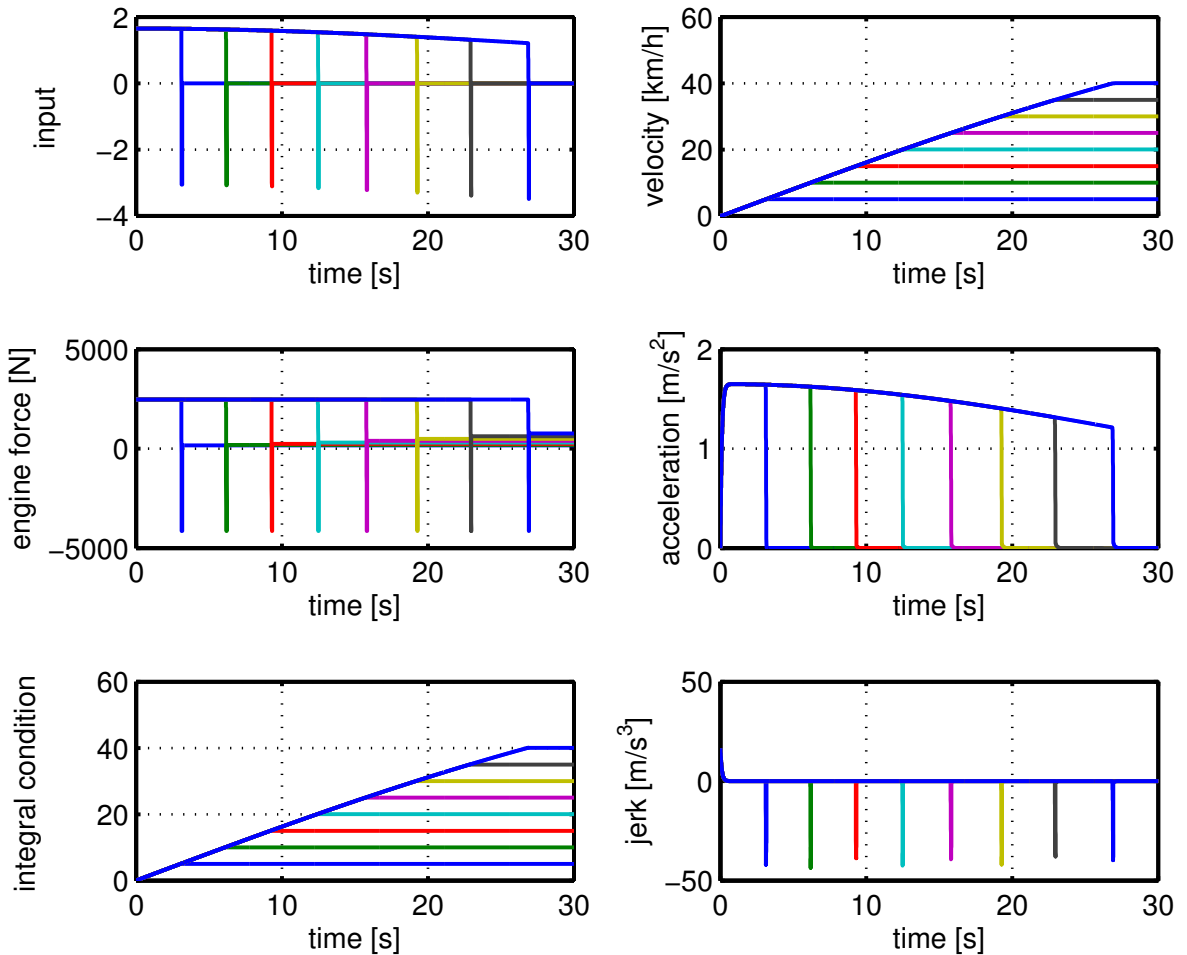 2
0
−2
−4
input
0 10 20 30
time [s]
60
40
20
0
velocity [km/h]
0 10 20 30
time [s]
5000
0
−5000
engine force [N]
0 10 20 30
time [s]
2
1
0
acceleration [m/s²]
0 10 20 30
time [s]
60
40
20
0
integral condition
0 10 20 30
time [s]
50
0
−50
jerk [m/s³]
0 10 20 30
time [s]